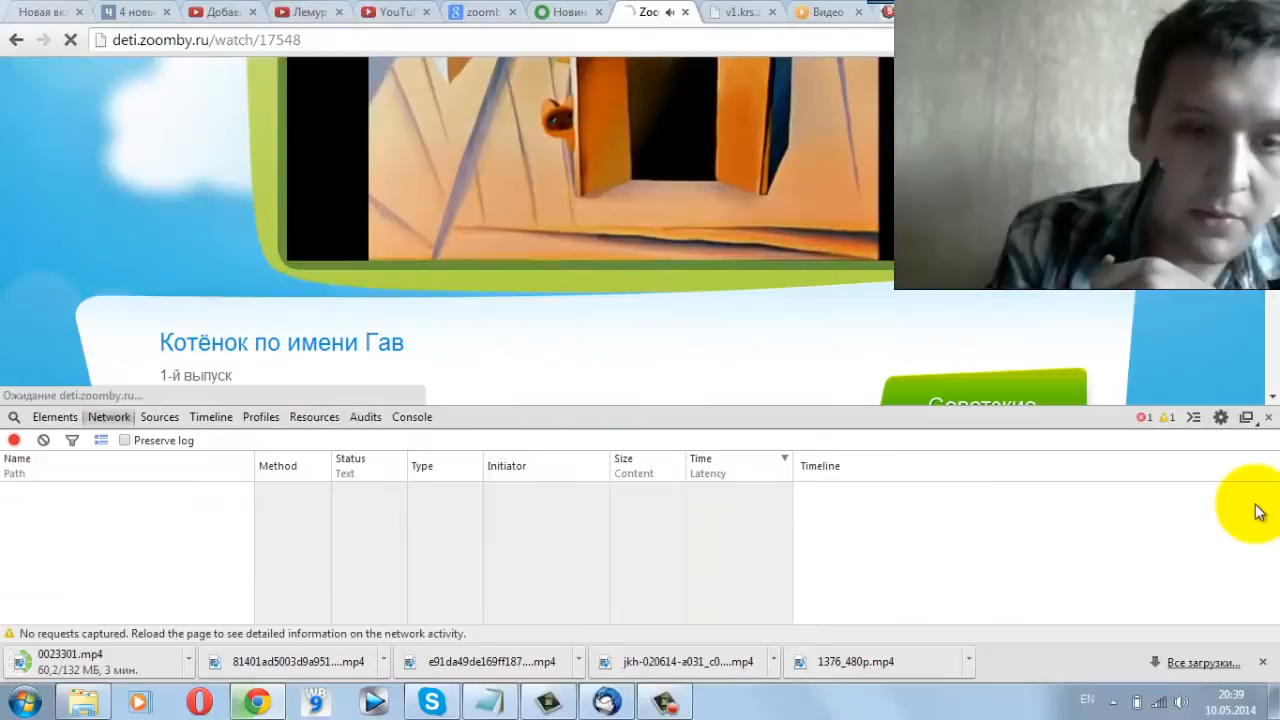 Новая вк
4 новы
Добав
Лемур
YouTu
zoomb
Новин
Zoo
v1.krs.z
Видео
deti.zoomby.ru/watch/17548
Котёнок по имени Гав
1-й выпуск
Советские
Ожидание deti.zoomby.ru...
Elements Network Sources Timeline Profiles Resources Audits Console
1 1
Preserve log
Name Method Status Type Initiator Size Time Timeline
Path Text Content Latency
No requests captured. Reload the page to see detailed information on the network activity.
0023301.mp4
60,2/132 МБ, 3 мин.
81401ad5003d9a951....mp4
e91da49de169ff187....mp4
jkh-020614-a031_c0....mp4
1376_480p.mp4
Все загрузки...
WB
9
EN
20:39
10.05.2014